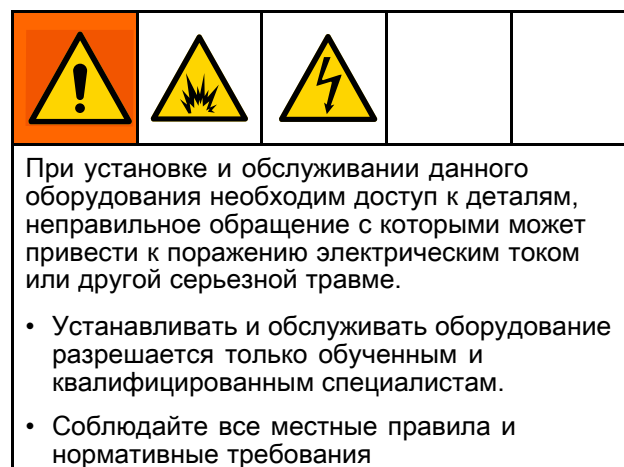 При установке и обслуживании данного
оборудования необходим доступ к деталям,
неправильное обращение с которыми может
привести к поражению электрическим током
или другой серьезной травме.
• Устанавливать и обслуживать оборудование
разрешается только обученным и
квалифицированным специалистам.
• Соблюдайте все местные правила и
нормативные требования